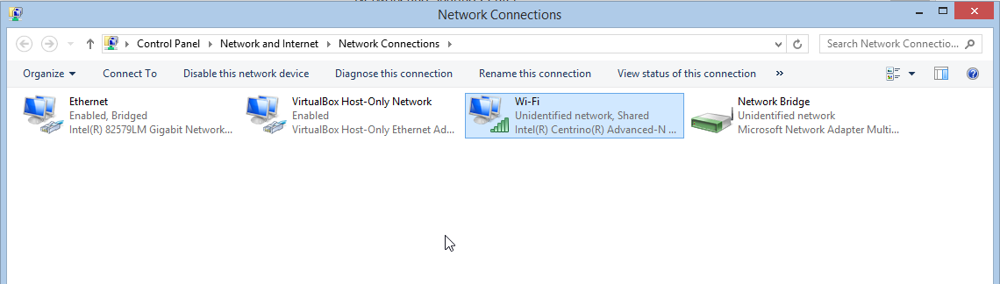 Network Connections
Control Panel Network and Internet Network Connections
Search Network Connectio...
Organize Connect To Disable this network device Diagnose this connection Rename this connection View status of this connection »
Ethernet
Enabled, Bridged
Intel(R) 82579LM Gigabit Network...
VirtualBox Host-Only Network
Enabled
VirtualBox Host-Only Ethernet Ad...
Wi-Fi
Unidentified network, Shared
Intel(R) Centrino(R) Advanced-N ...
Network Bridge
Unidentified network
Microsoft Network Adapter Multi...